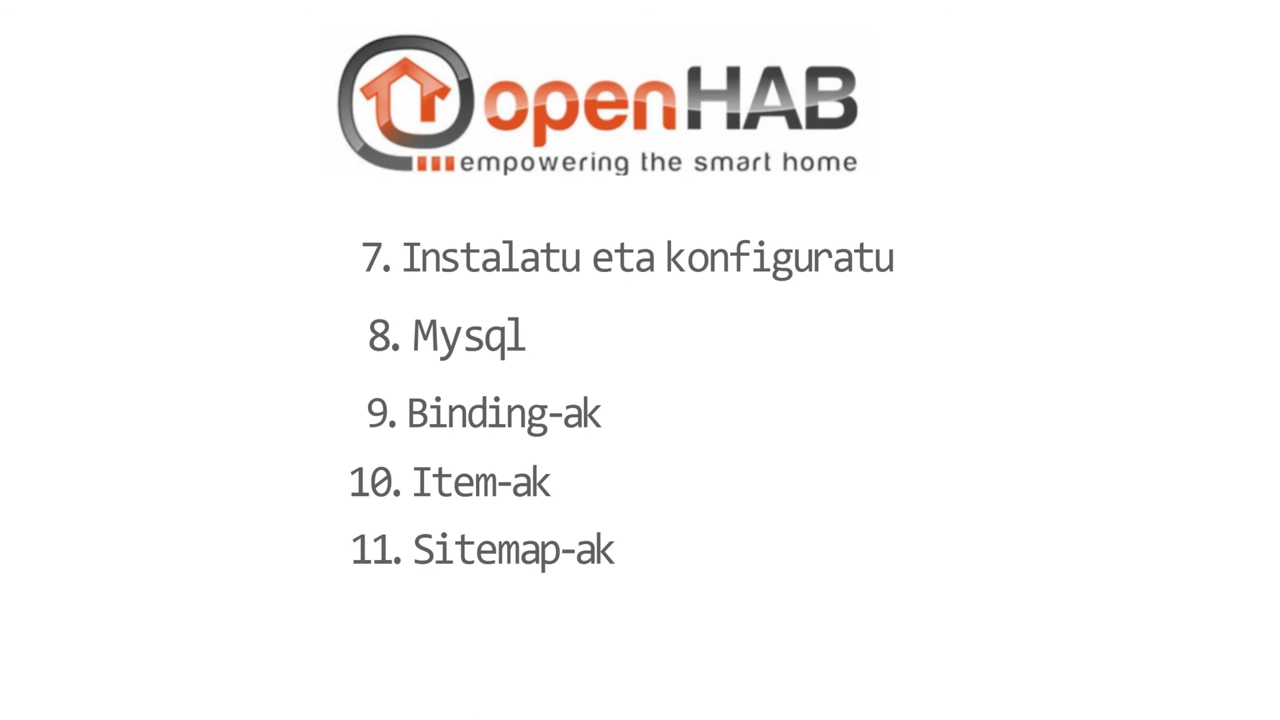 openHAB
empowering the smart home
7. Instalatu eta konfiguratu
8. Mysql
9. Binding-ak
10. Item-ak
11. Sitemap-ak